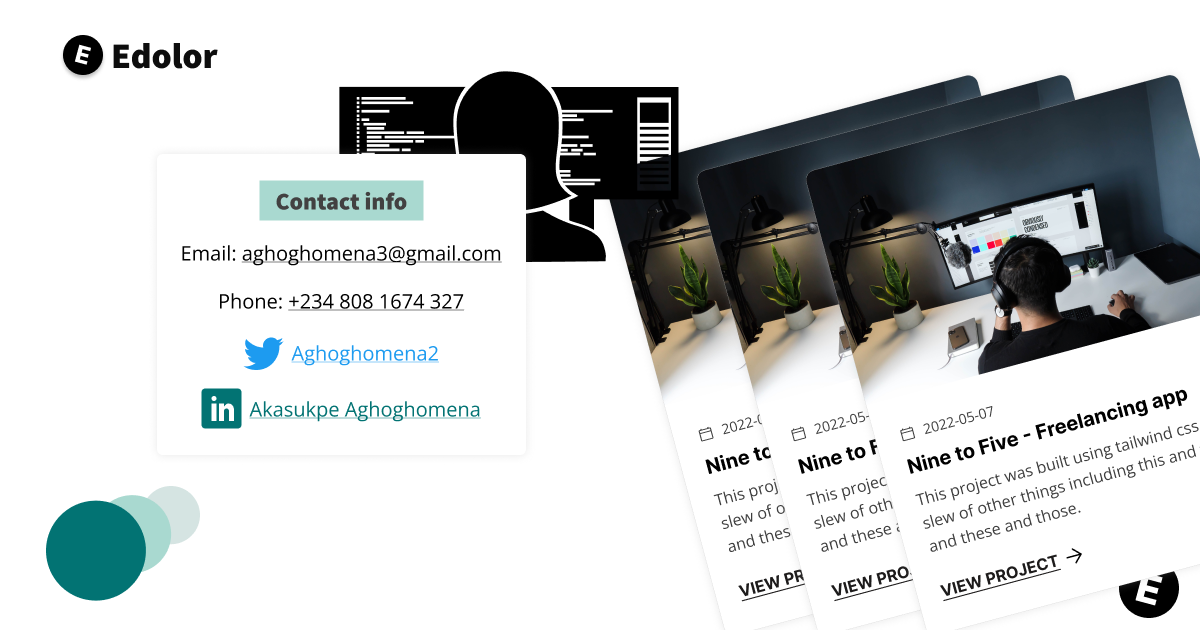 E Edolor
Contact info
Email: aghoghomena3@gmail.com
Phone: +234 808 1674 327
Aghoghomena2
in Akasukpe Aghoghomena
2022-0
Nine to
This proj
slew of o
and thes
VIEW PR
2022-05-
Nine to F
This projec
slew of oth
and these a
VIEW PRO
2022-05-07
Nine to Five - Freelancing app
This project was built using tailwind css
slew of other things including this and
and these and those.
VIEW PROJECT
E